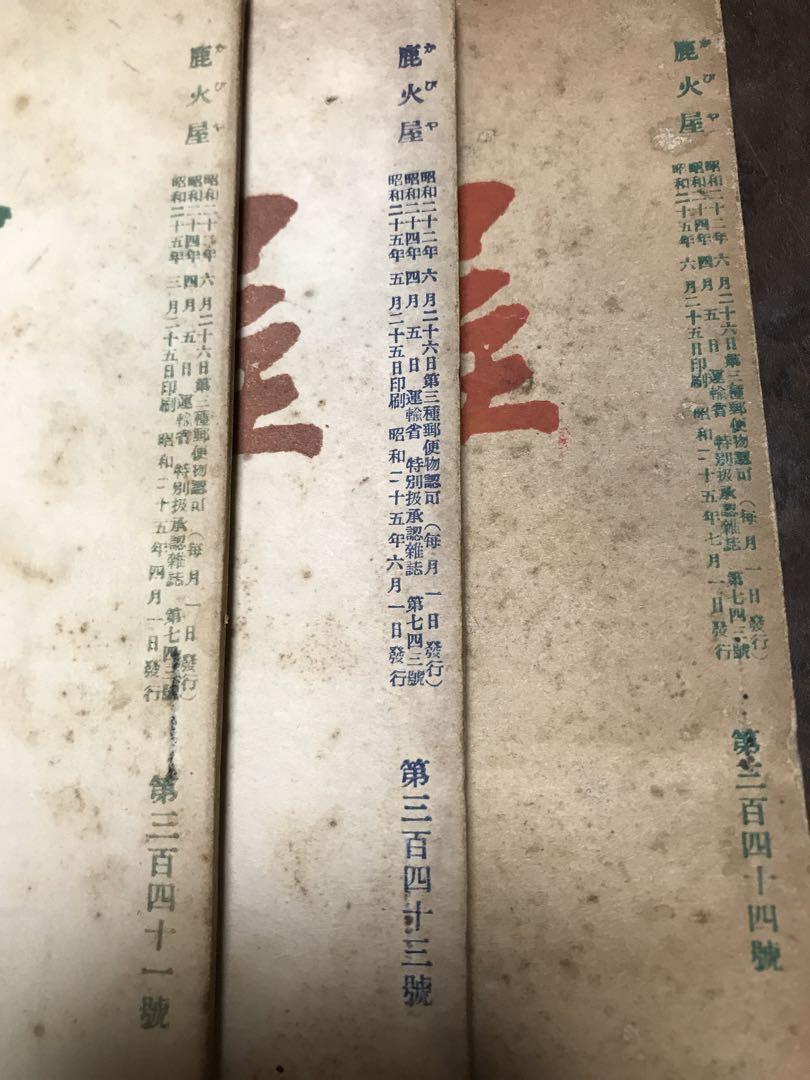 かびや
鹿火屋
昭和二十二年 六月二十六日第三種郵便物認可（每月一日發行）
昭和二十四年 四月五日 運輸省 特別扱承認雜誌 第七四三號
昭和二十五年 六月二十五日印刷 昭和二十五年七月一日發行
第三百四十四號
かびや
鹿火屋
昭和二十二年 六月二十六日第三種郵便物認可（每月一日發行）
昭和二十四年 四月五日 運輸省 特別扱承認雜誌 第七四三號
昭和二十五年 五月二十五日印刷 昭和二十五年六月一日發行
第三百四十三號
かびや
鹿火屋
昭和二十二年 六月二十六日第三種郵便物認可（每月一日發行）
昭和二十四年 四月五日 運輸省 特別扱承認雜誌 第七四三號
昭和二十五年 三月二十五日印刷 昭和二十五年四月一日發行
第三百四十一號